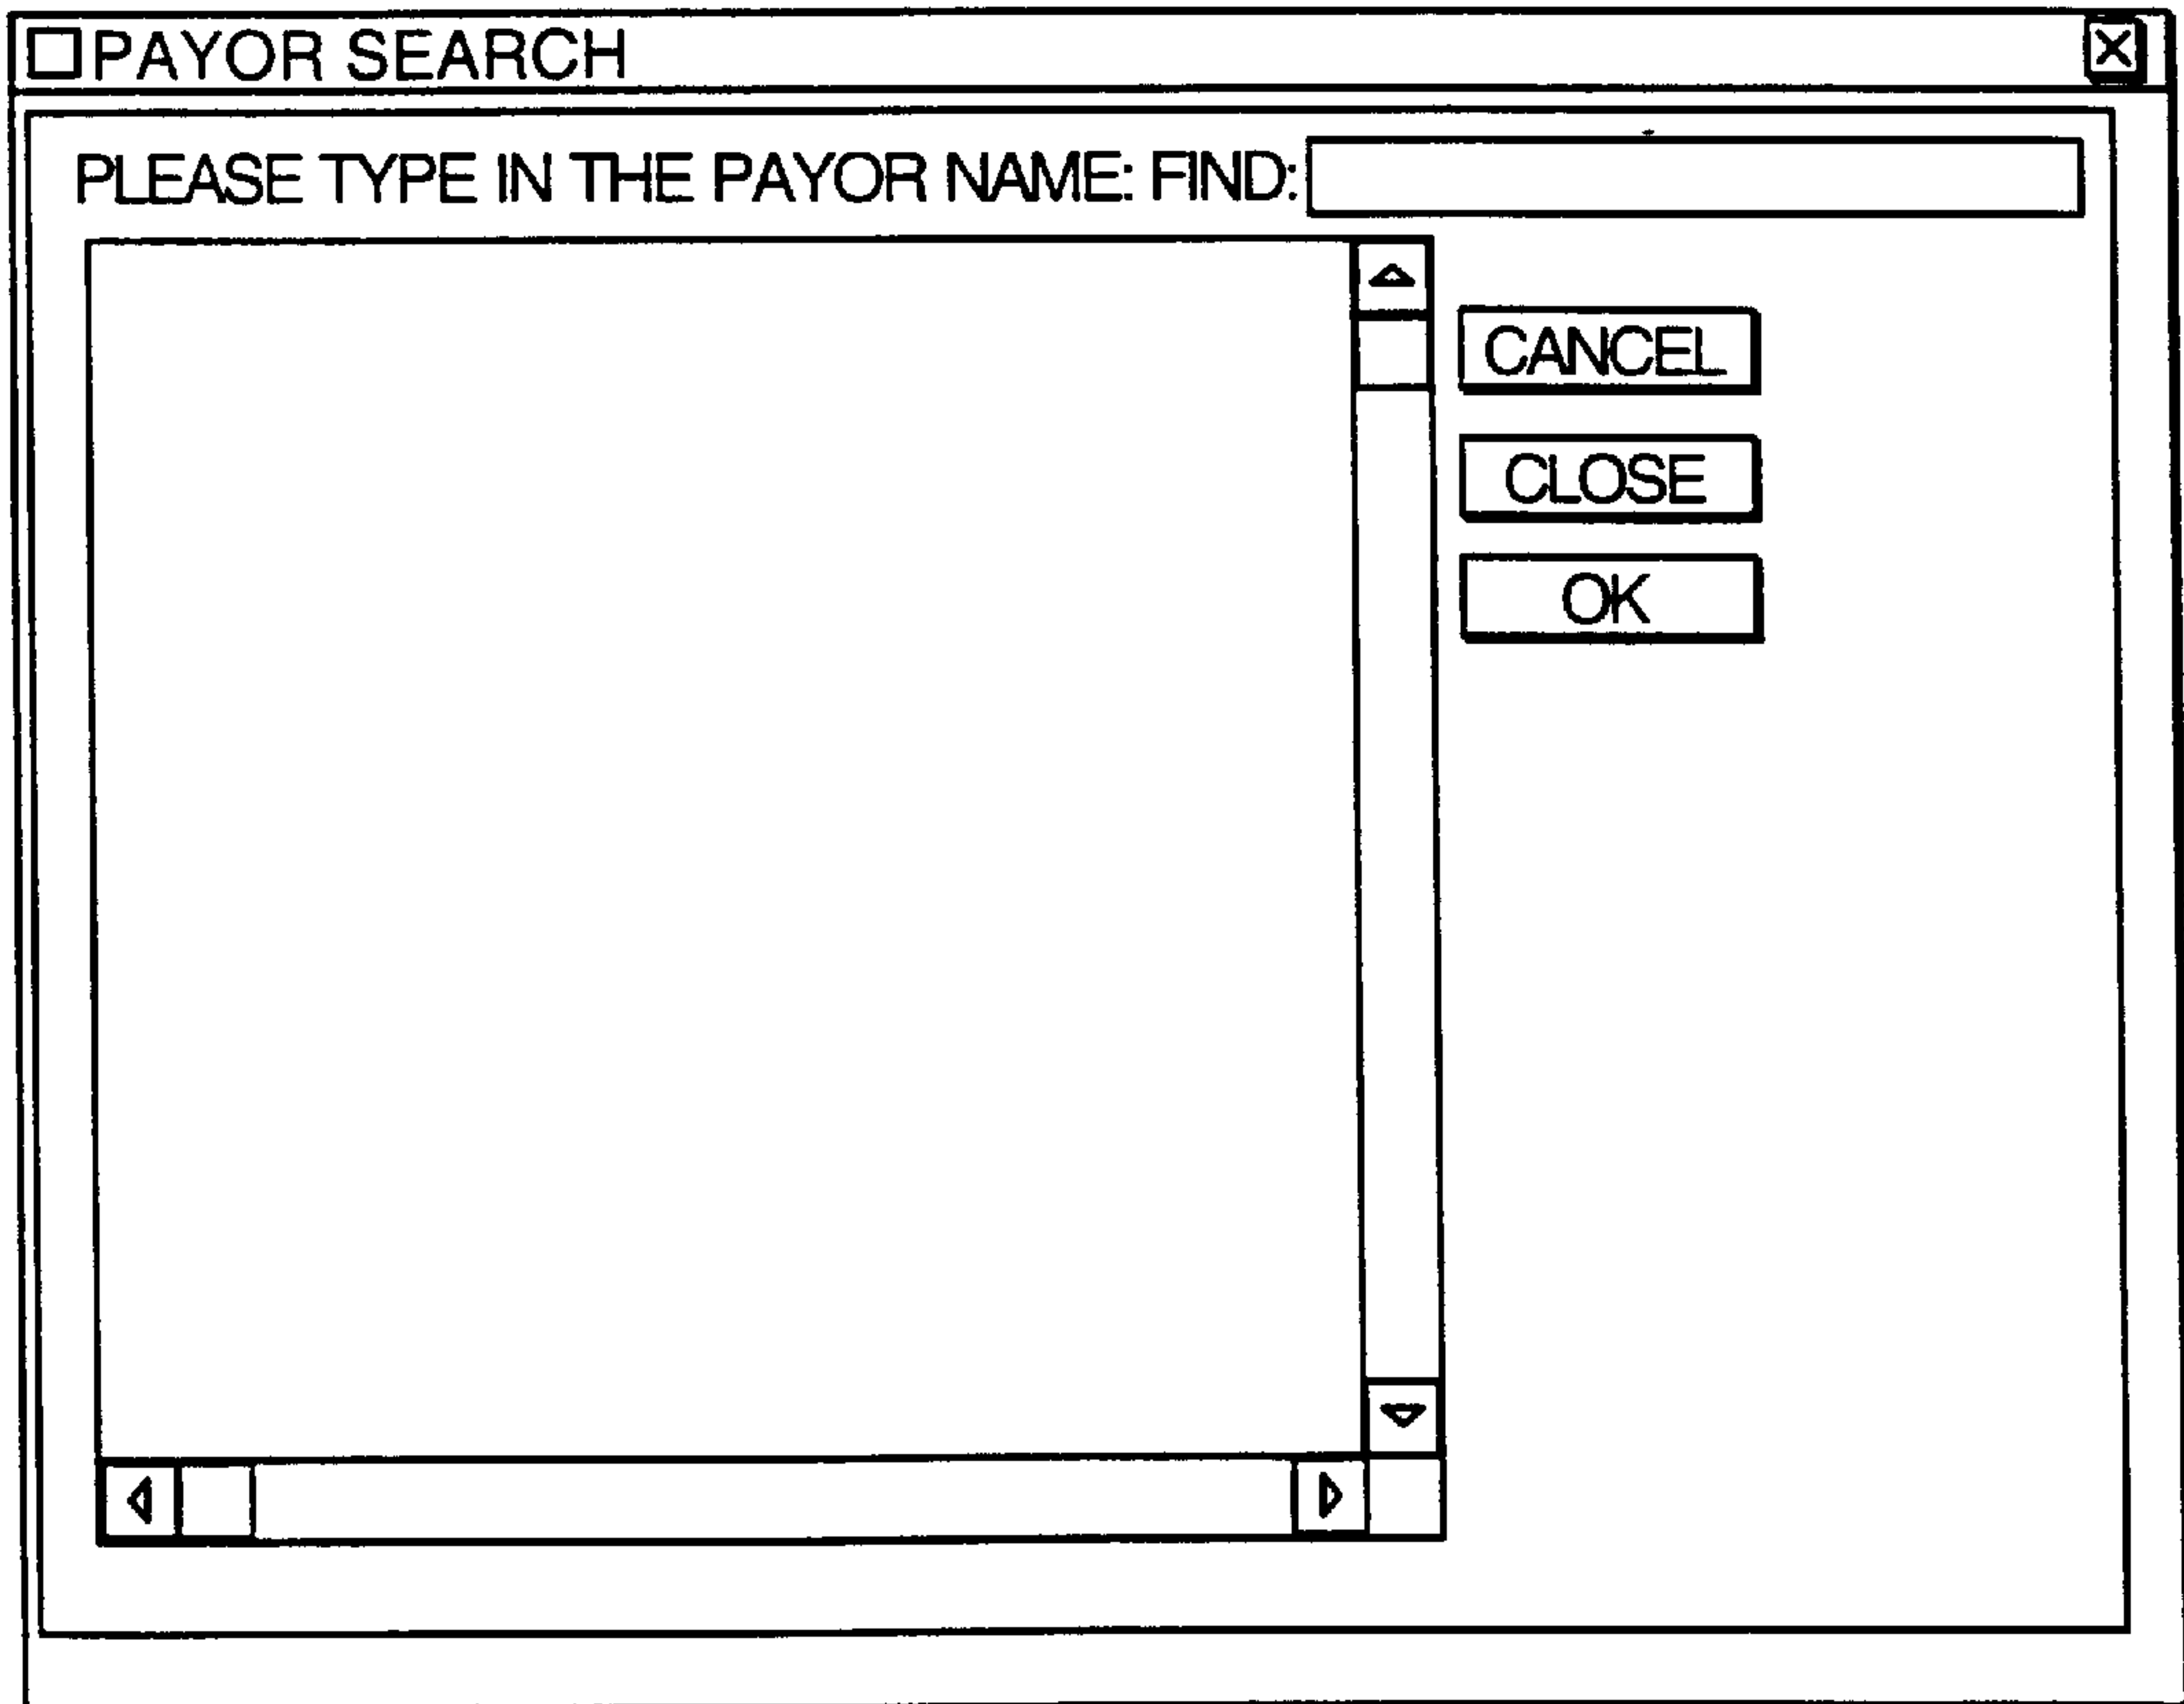 PAYOR SEARCH
PLEASE TYPE IN THE PAYOR NAME: FIND:
CANCEL
CLOSE
OK